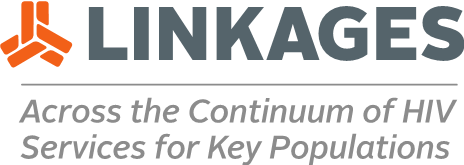 LINKAGES
Across the Continuum of HIV
Services for Key Populations